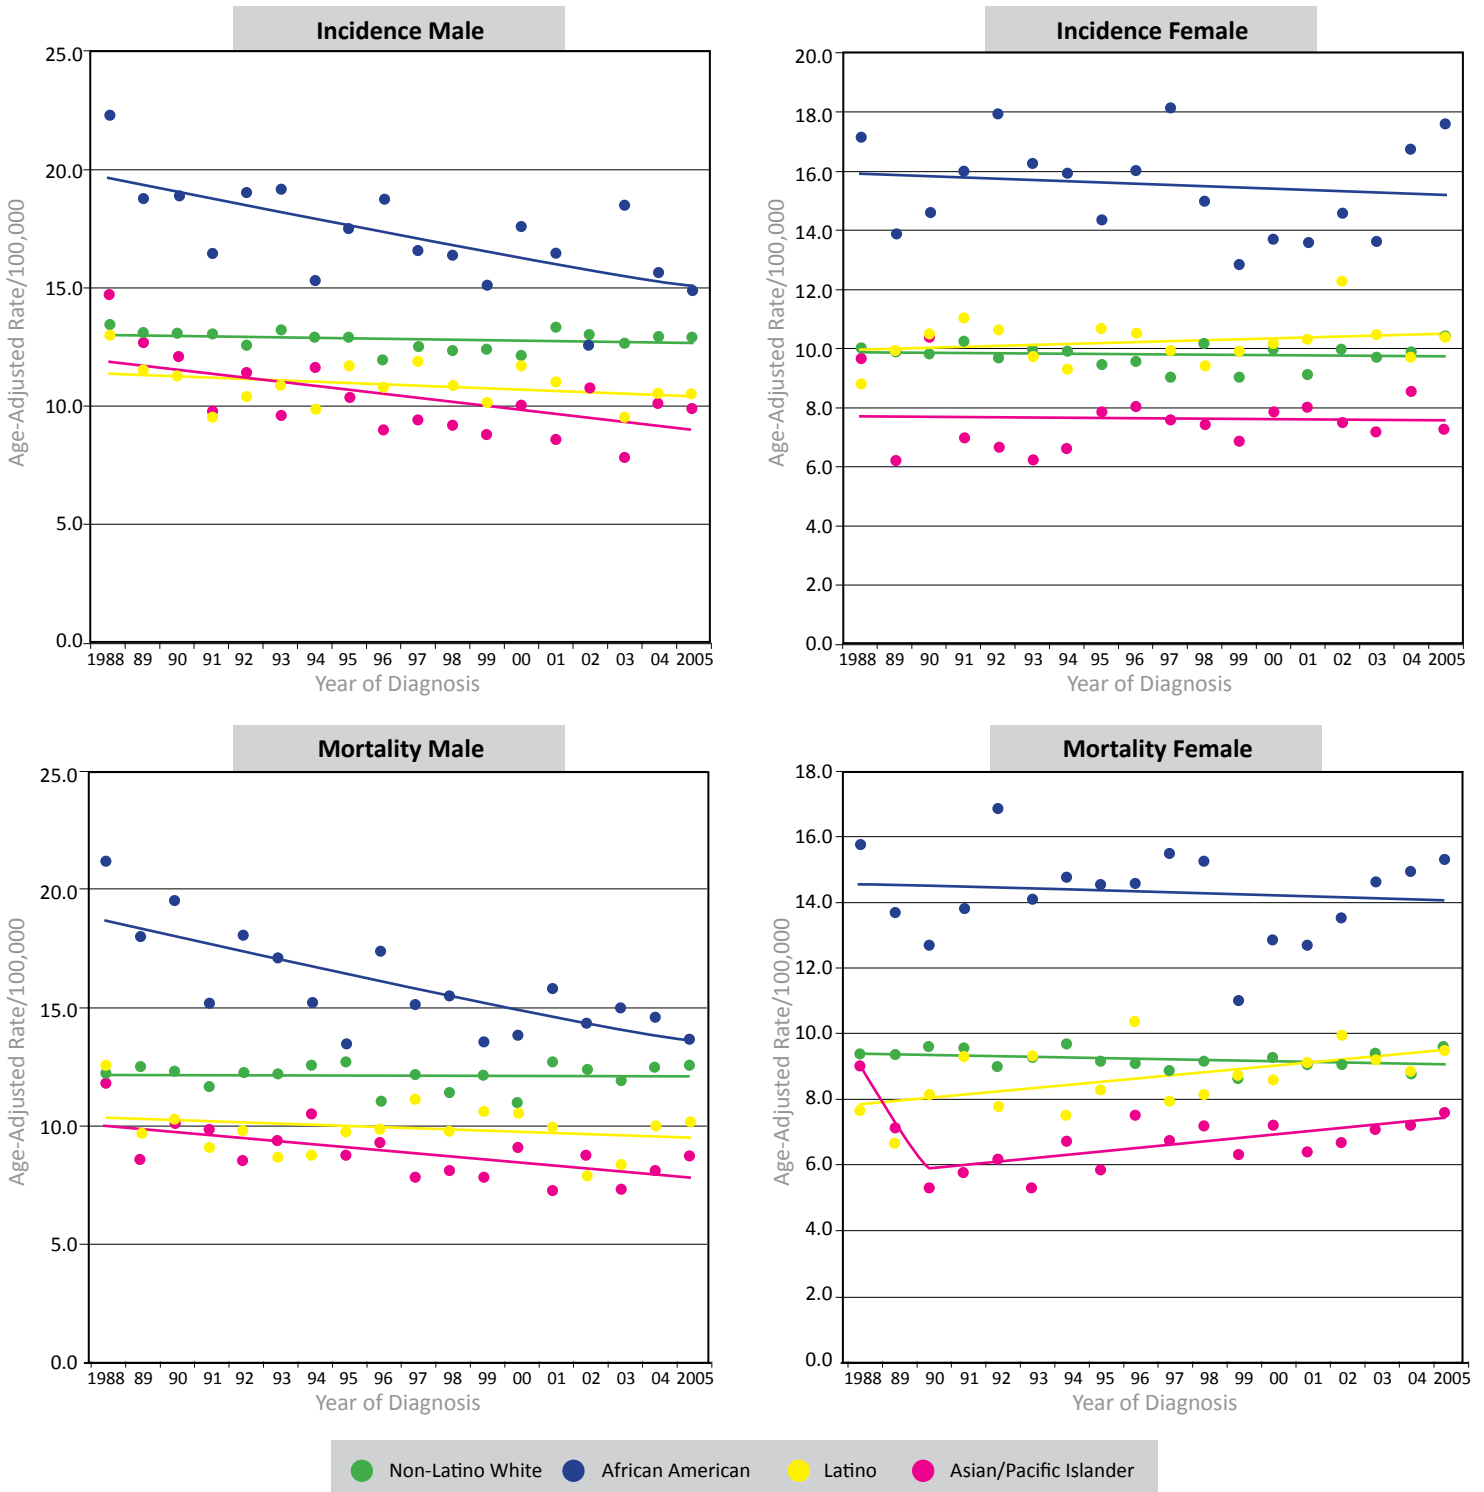 Incidence Male
Age-Adjusted Rate/100,000
25.0
20.0
15.0
10.0
5.0
0.0
1988 89 90 91 92 93 94 95 96 97 98 99 00 01 02 03 04 2005
Year of Diagnosis
Incidence Female
Age-Adjusted Rate/100,000
20.0
18.0
16.0
14.0
12.0
10.0
8.0
6.0
4.0
2.0
0.0
1988 89 90 91 92 93 94 95 96 97 98 99 00 01 02 03 04 2005
Year of Diagnosis
Mortality Male
Age-Adjusted Rate/100,000
25.0
20.0
15.0
10.0
5.0
0.0
1988 89 90 91 92 93 94 95 96 97 98 99 00 01 02 03 04 2005
Year of Diagnosis
Mortality Female
Age-Adjusted Rate/100,000
18.0
16.0
14.0
12.0
10.0
8.0
6.0
4.0
2.0
0.0
1988 89 90 91 92 93 94 95 96 97 98 99 00 01 02 03 04 2005
Year of Diagnosis
Non-Latino White African American Latino Asian/Pacific Islander